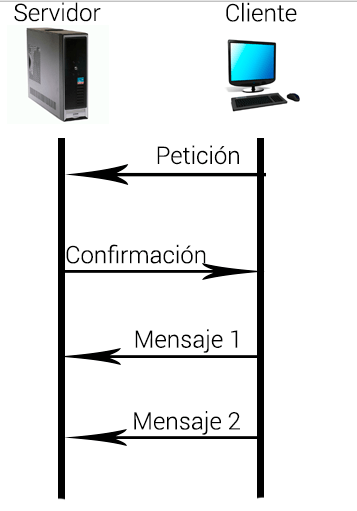 Servidor
Cliente
Petición
Confirmación
Mensaje 1
Mensaje 2